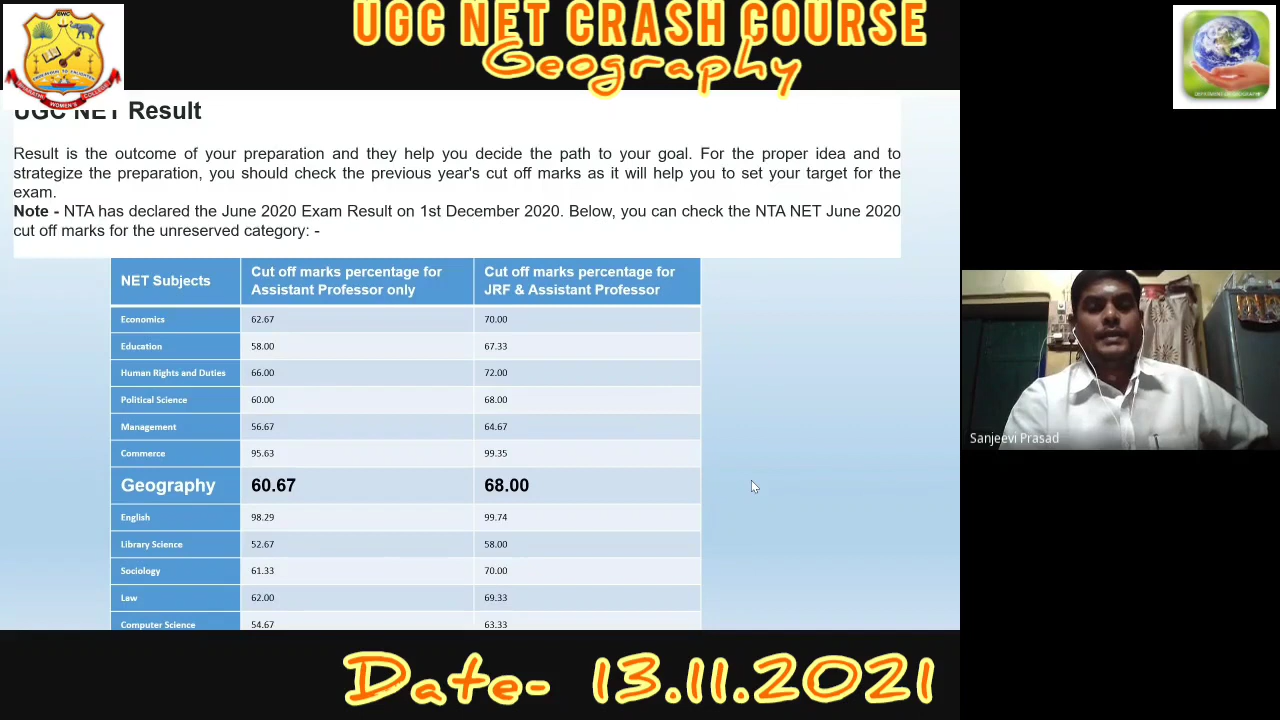 UGC NET CRASH COURSE
Geography
UGC NET Result
Result is the outcome of your preparation and they help you decide the path to your goal. For the proper idea and to
strategize the preparation, you should check the previous year's cut off marks as it will help you to set your target for the
exam.
Note - NTA has declared the June 2020 Exam Result on 1st December 2020. Below, you can check the NTA NET June 2020
cut off marks for the unreserved category: -
NET Subjects Cut off marks percentage for Assistant Professor only Cut off marks percentage for JRF & Assistant Professor
Economics 62.67 70.00
Education 58.00 67.33
Human Rights and Duties 66.00 72.00
Political Science 60.00 68.00
Management 56.67 64.67
Commerce 95.63 99.35
Geography 60.67 68.00
English 98.29 99.74
Library Science 52.67 58.00
Sociology 61.33 70.00
Law 62.00 69.33
Computer Science 54.67 63.33
Sanjeevi Prasad
Date- 13.11.2021